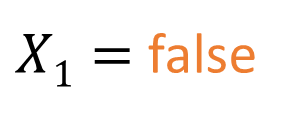 X₁ = false